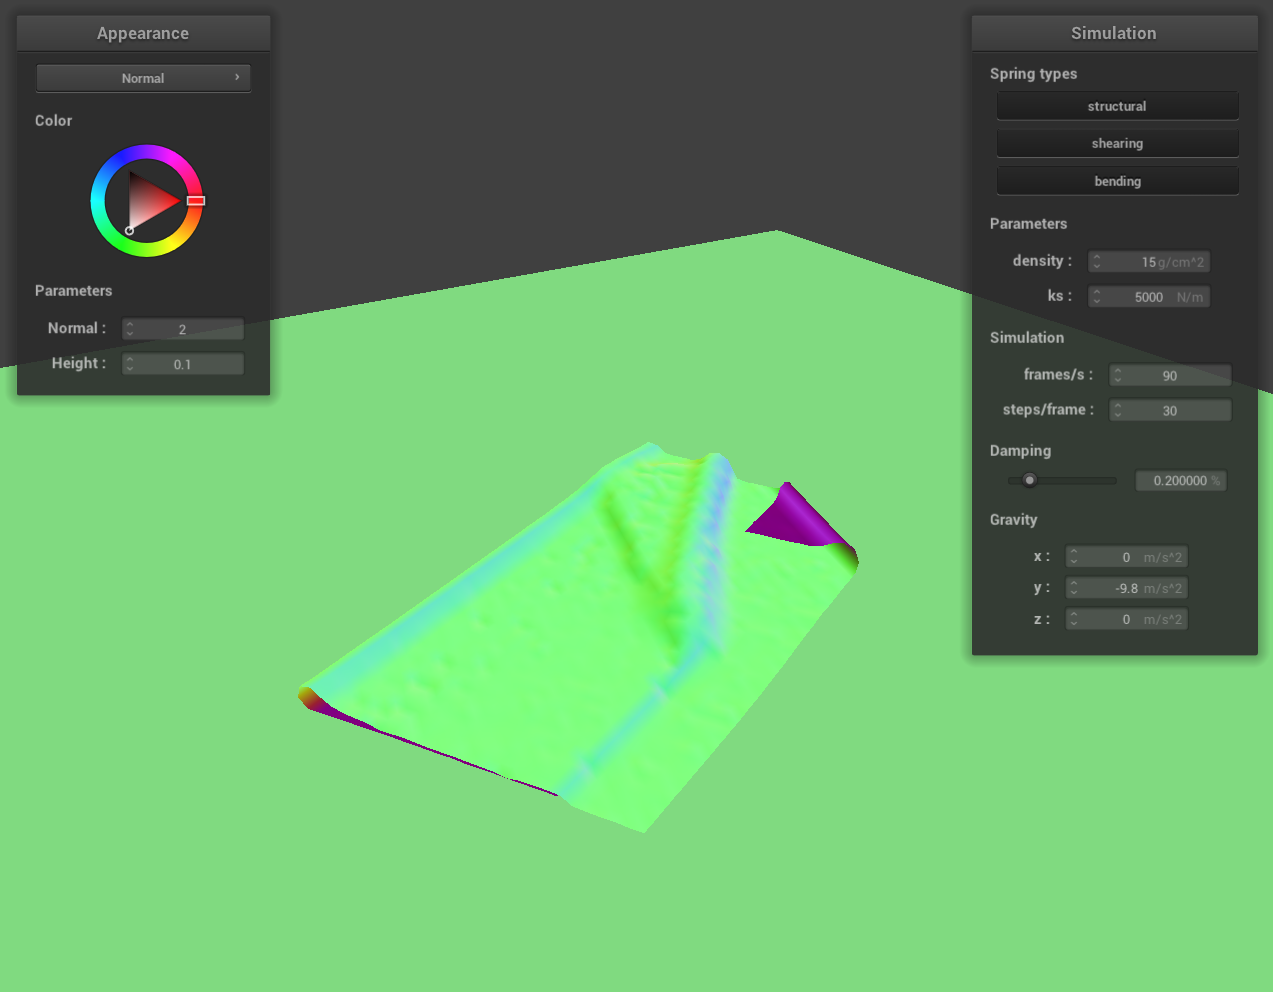 Appearance
Normal
Color
Parameters
Normal : 2
Height : 0.1
Simulation
Spring types
structural
shearing
bending
Parameters
density : 15 g/cm^2
ks : 5000 N/m
Simulation
frames/s : 90
steps/frame : 30
Damping
0.200000 %
Gravity
x : 0 m/s^2
y : -9.8 m/s^2
z : 0 m/s^2